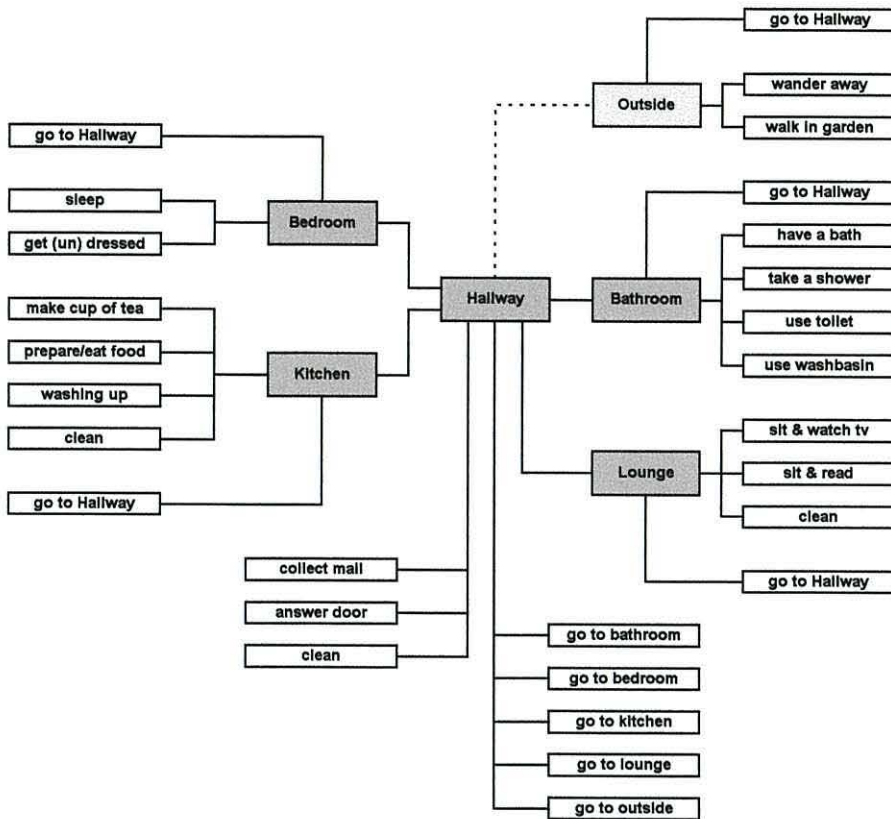 go to Hallway
Outside
wander away
walk in garden
go to Hallway
sleep
get (un) dressed
Bedroom
go to Hallway
have a bath
take a shower
use toilet
use washbasin
Hallway
Bathroom
make cup of tea
prepare/eat food
washing up
clean
Kitchen
go to Hallway
sit & watch tv
sit & read
clean
Lounge
go to Hallway
collect mail
answer door
clean
go to bathroom
go to bedroom
go to kitchen
go to lounge
go to outside